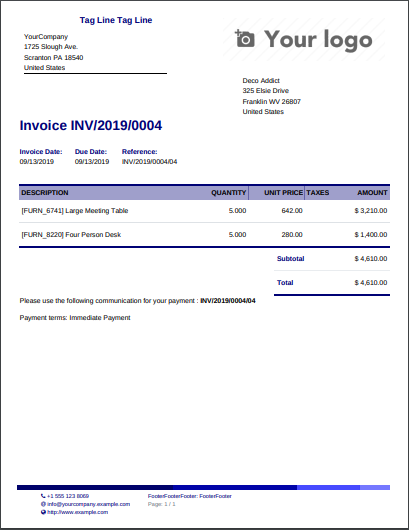 Tag Line Tag Line
Your logo
YourCompany
1725 Slough Ave.
Scranton PA 18540
United States
Deco Addict
325 Elsie Drive
Franklin WV 26807
United States
Invoice INV/2019/0004
Invoice Date: Due Date: Reference:
09/13/2019 09/13/2019 INV/2019/0004/04
DESCRIPTION QUANTITY UNIT PRICE TAXES AMOUNT
[FURN_6741] Large Meeting Table 5.000 642.00 $ 3,210.00
[FURN_8220] Four Person Desk 5.000 280.00 $ 1,400.00
Subtotal $ 4,610.00
Total $ 4,610.00
Please use the following communication for your payment : INV/2019/0004/04
Payment terms: Immediate Payment
+1 555 123 8069 FooterFooterFooter: FooterFooter
info@yourcompany.example.com Page: 1 / 1
http://www.example.com